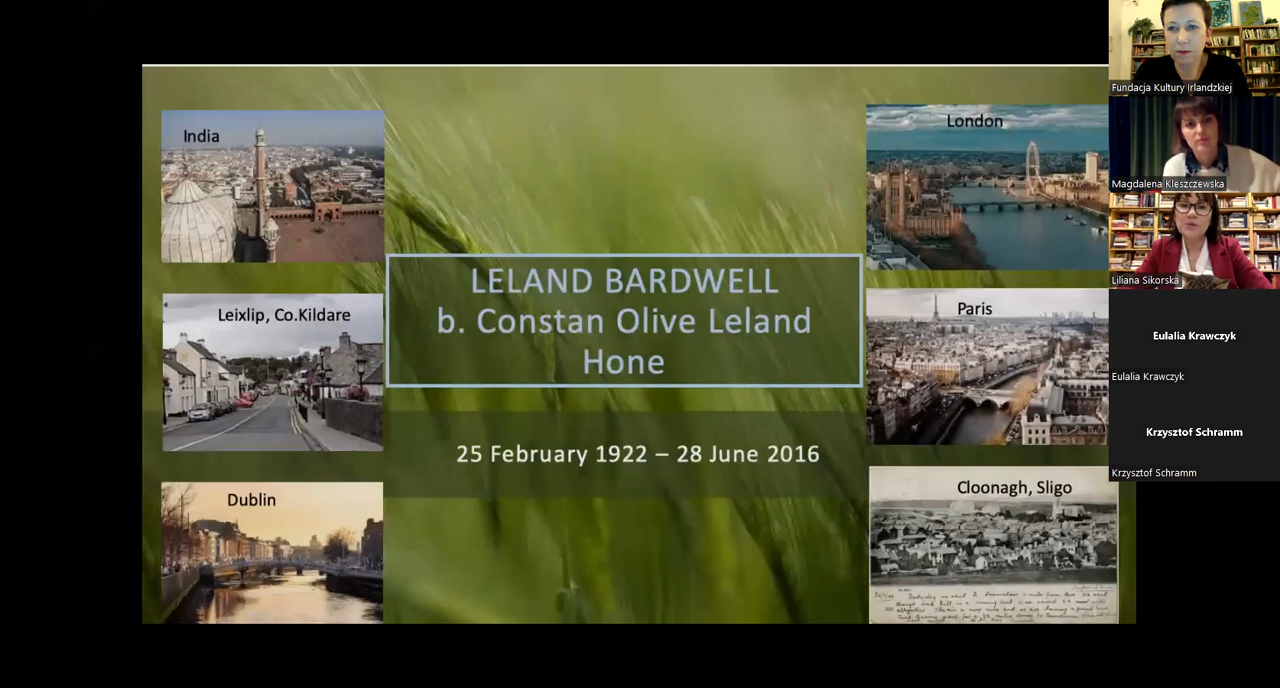 India
London
Leixlip, Co.Kildare
Paris
LELAND BARDWELL
b. Constan Olive Leland
Hone
25 February 1922 – 28 June 2016
Dublin
Cloonagh, Sligo
Fundacja Kultury Irlandzkiej
Magdalena Kleszczewska
Liliana Sikorska
Eulalia Krawczyk
Eulalia Krawczyk
Krzysztof Schramm
Krzysztof Schramm